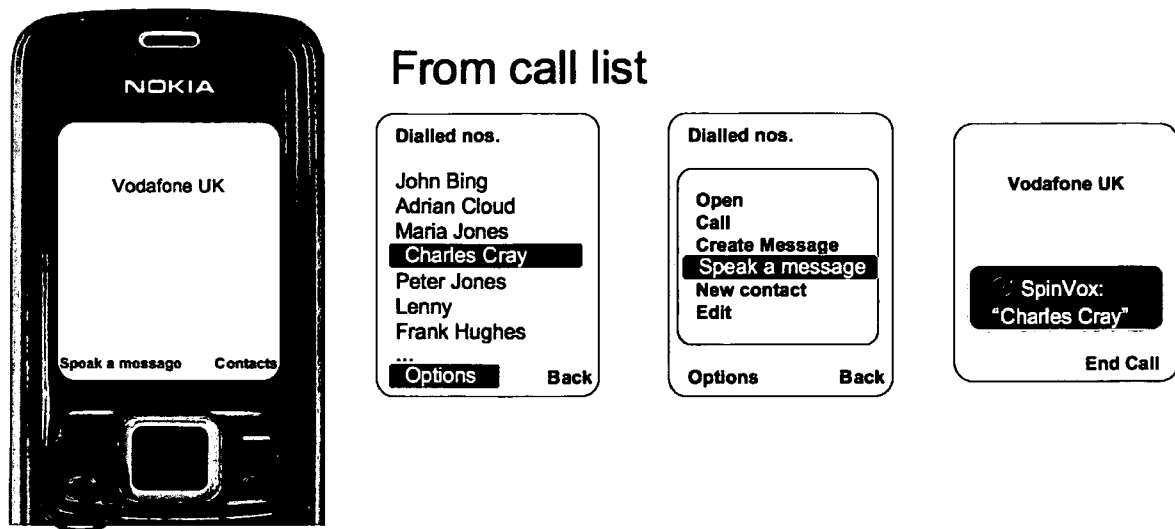 From call list
NOKIA
Vodafone UK
Speak a message
Contacts
Dialled nos.
John Bing
Adrian Cloud
Maria Jones
Charles Cray
Peter Jones
Lenny
Frank Hughes
...
Options
Back
Dialled nos.
Open
Call
Create Message
Speak a message
New contact
Edit
Options
Back
Vodafone UK
SpinVox:
“Charles Cray”
End Call